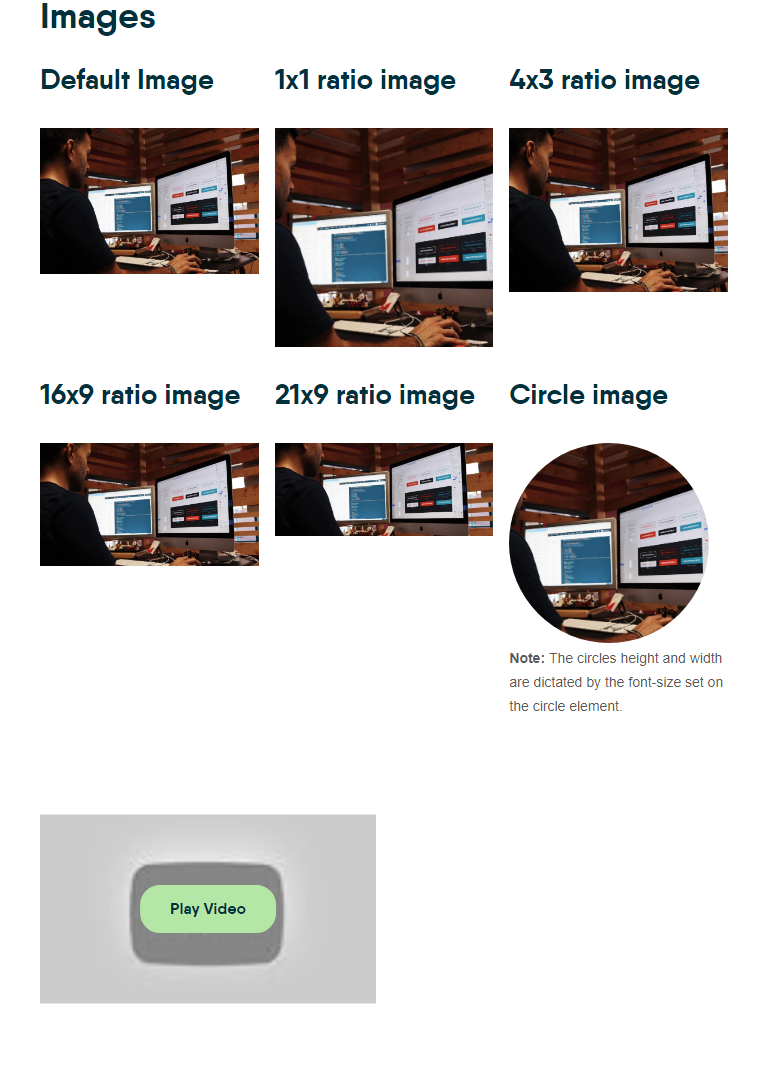 Images
Default Image
1x1 ratio image
4x3 ratio image
16x9 ratio image
21x9 ratio image
Circle image
Note: The circles height and width
are dictated by the font-size set on
the circle element.
Play Video